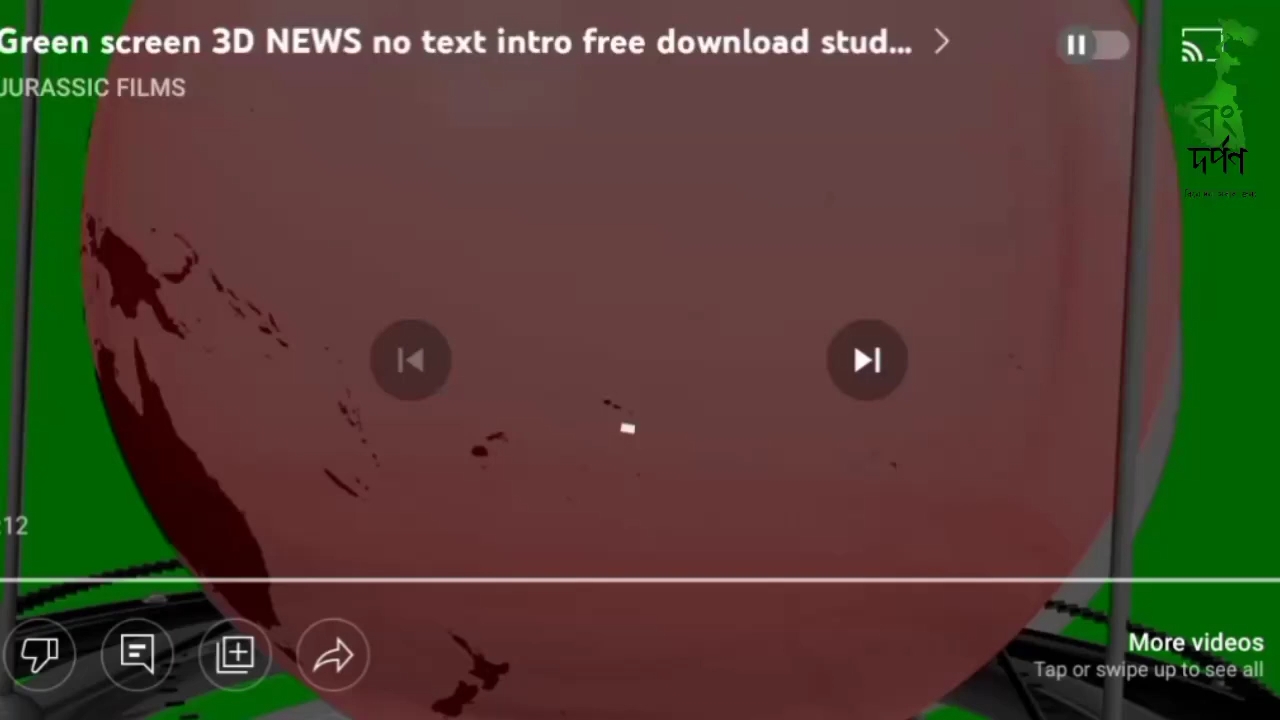 Green screen 3D NEWS no text intro free download stud...
JURASSIC FILMS
বং
দর্পণ
:12
More videos
Tap or swipe up to see all